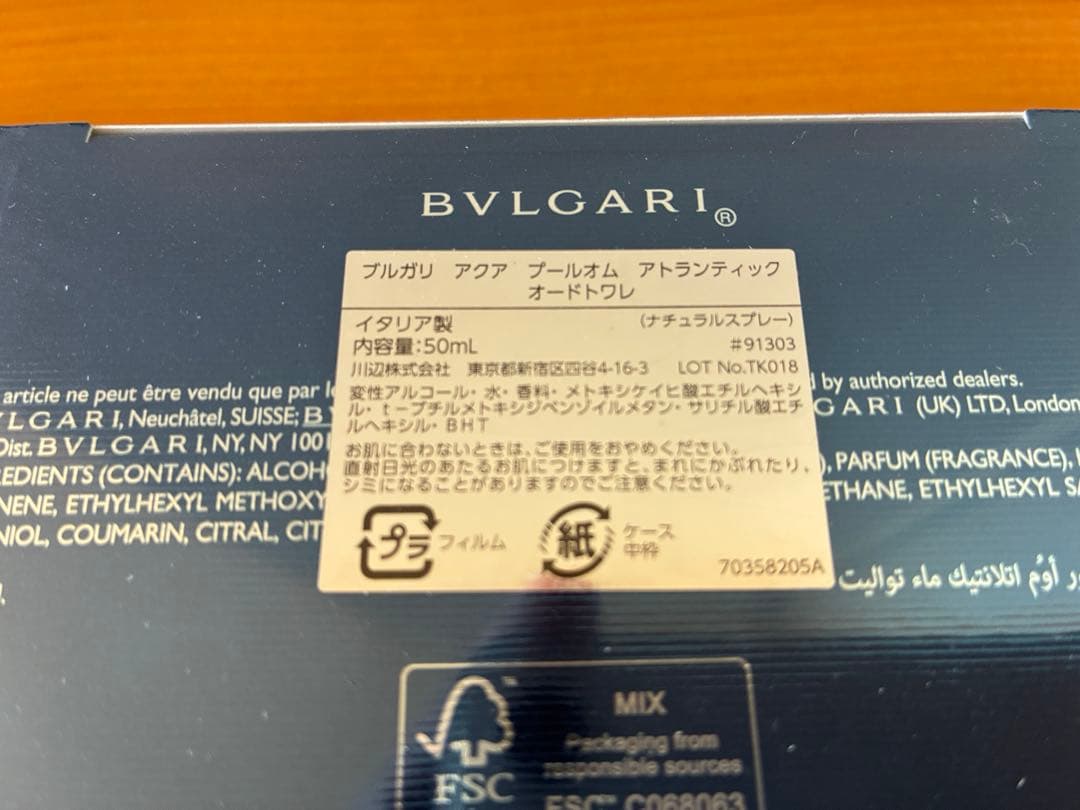 BVLGARI®
ブルガリ アクア プールオム アトランティック
オードトワレ
イタリア製 (ナチュラルスプレー)
内容量:50mL #91303
川辺株式会社 東京都新宿区四谷4-16-3 LOT No.TK018
変性アルコール・水・香料・メトキシケイヒ酸エチルヘキシ
ル・t-ブチルメトキシジベンゾイルメタン・サリチル酸エチ
ルヘキシル・BHT
お肌に合わないときは、ご使用をおやめください。
直射日光のあたるお肌につけますと、まれにかぶれたり、
シミになることがありますのでご注意ください。
プラ フィルム 紙 ケース
中枠
70358205A
article ne peut être vendu que par le by authorized dealers.
LGARI, Neuchâtel, SUISSE; GARI (UK) LTD, London
Dist. BVLGARI, NY, NY 1001
EDIENTS (CONTAINS): ALCOH ), PARFUM (FRAGRANCE),
NENE, ETHYLHEXYL METHOXY ETHANE, ETHYLHEXYL SA
NIOL, COUMARIN, CITRAL, CIT
ور أوم اتلانتيك ماء تواليت
FSC™
MIX
Packaging from
responsible sources
FSC™ C068063